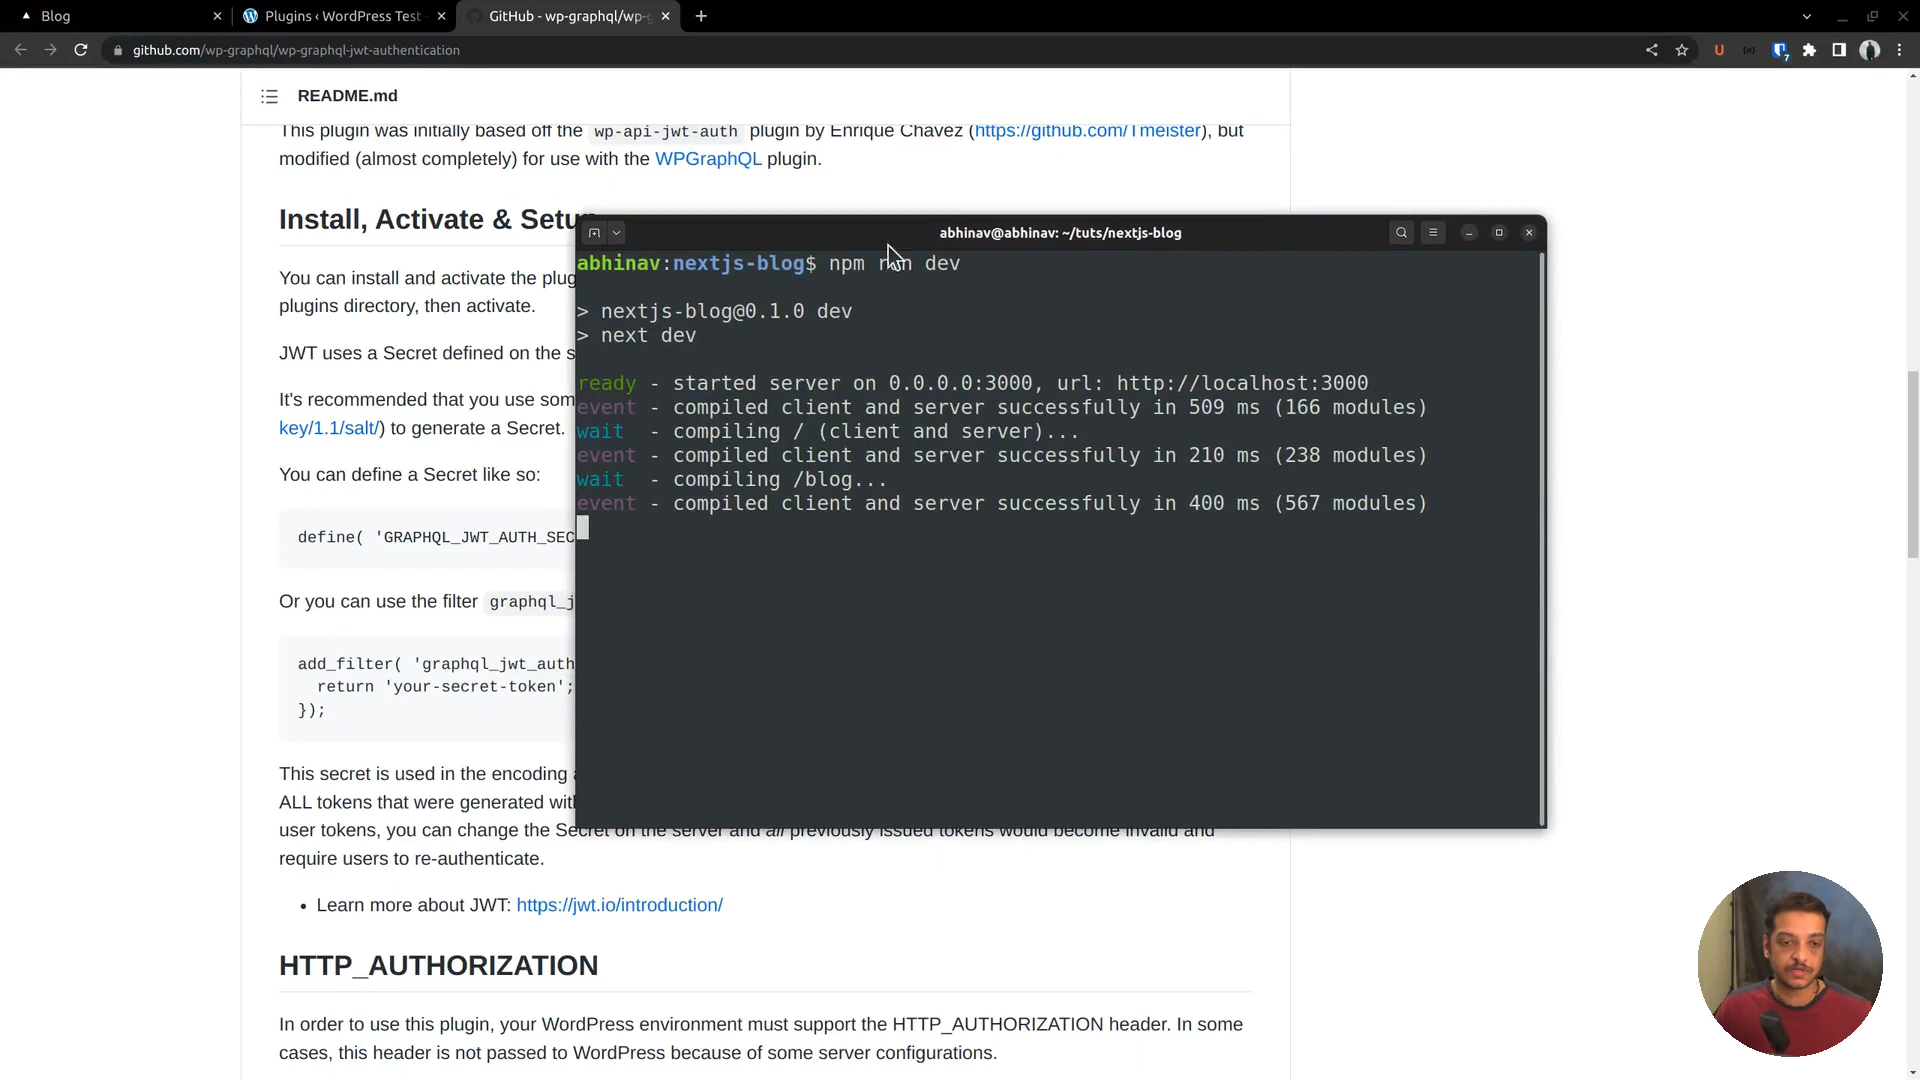 Blog
Plugins ‹ WordPress Test
GitHub - wp-graphql/wp-g
github.com/wp-graphql/wp-graphql-jwt-authentication
7
README.md
This plugin was initially based off the wp-api-jwt-auth plugin by Enrique Chavez (https://github.com/Tmeister), but
modified (almost completely) for use with the WPGraphQL plugin.
Install, Activate & Setup
You can install and activate the plug
plugins directory, then activate.
JWT uses a Secret defined on the s
It's recommended that you use som
key/1.1/salt/) to generate a Secret.
You can define a Secret like so:
define( 'GRAPHQL_JWT_AUTH_SEC
Or you can use the filter graphql_j
add_filter( 'graphql_jwt_auth
return 'your-secret-token';
});
This secret is used in the encoding
ALL tokens that were generated with
user tokens, you can change the Secret on the server and all previously issued tokens would become invalid and
require users to re-authenticate.
• Learn more about JWT: https://jwt.io/introduction/
HTTP_AUTHORIZATION
In order to use this plugin, your WordPress environment must support the HTTP_AUTHORIZATION header. In some
cases, this header is not passed to WordPress because of some server configurations.
abhinav@abhinav: ~/tuts/nextjs-blog
abhinav:nextjs-blog$ npm run dev
> nextjs-blog@0.1.0 dev
> next dev
ready - started server on 0.0.0.0:3000, url: http://localhost:3000
event - compiled client and server successfully in 509 ms (166 modules)
wait - compiling / (client and server)...
event - compiled client and server successfully in 210 ms (238 modules)
wait - compiling /blog...
event - compiled client and server successfully in 400 ms (567 modules)